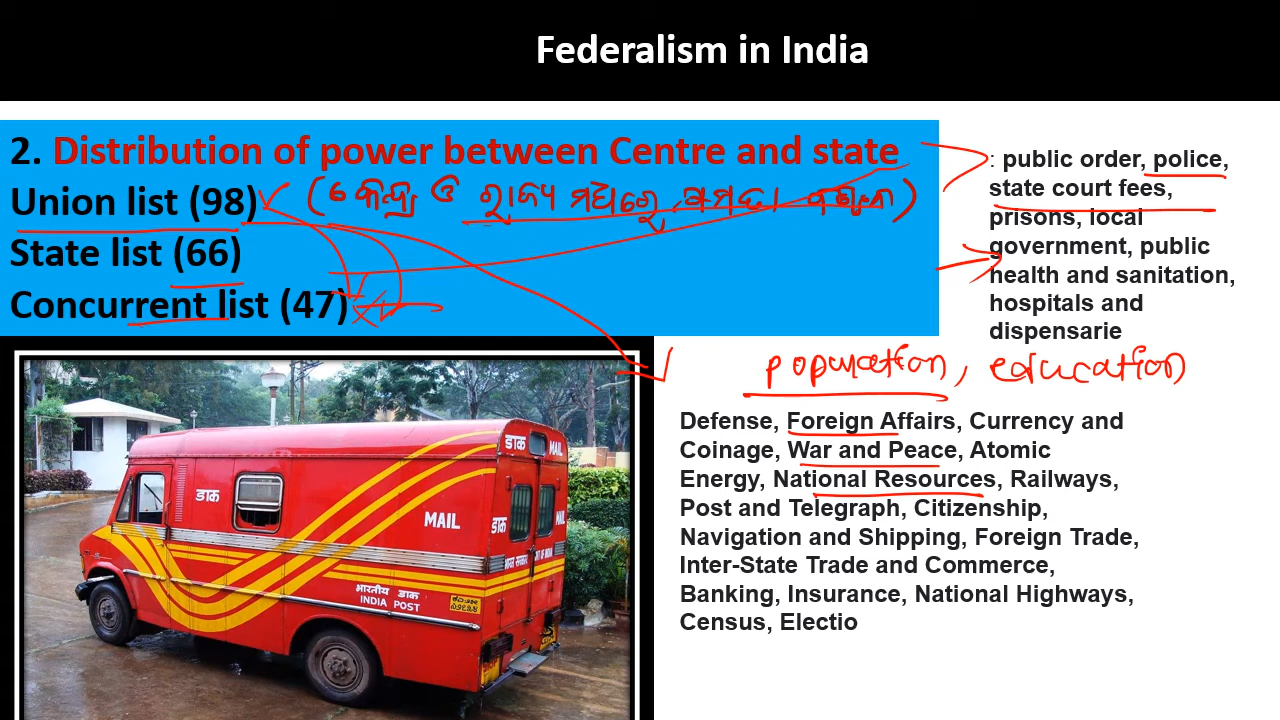 Federalism in India
2. Distribution of power between Centre and state
Union list (98) (କେନ୍ଦ୍ର ଓ ରାଜ୍ୟ ମଧ୍ୟରେ କ୍ଷମତା
State list (66)
Concurrent list (47)
: public order, police,
state court fees,
prisons, local
government, public
health and sanitation,
hospitals and
dispensarie
population, education
Defense, Foreign Affairs, Currency and
Coinage, War and Peace, Atomic
Energy, National Resources, Railways,
Post and Telegraph, Citizenship,
Navigation and Shipping, Foreign Trade,
Inter-State Trade and Commerce,
Banking, Insurance, National Highways,
Census, Electio
डाक MAIL
डाक
MAIL
डाक
भारतीय डाक
INDIA POST